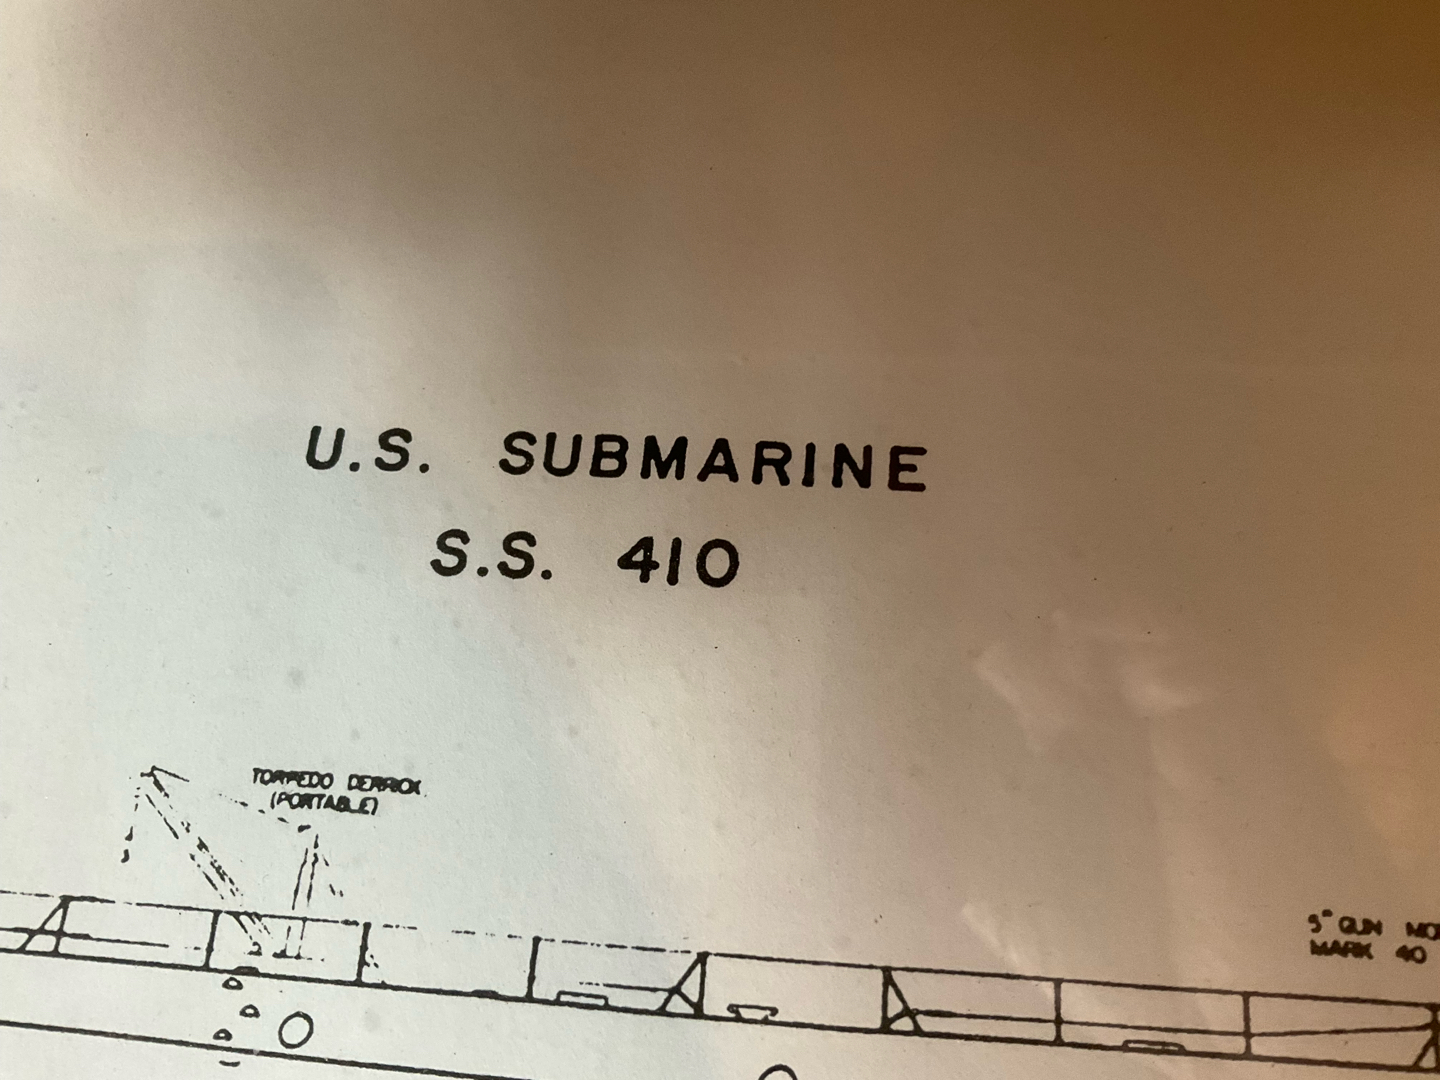 U.S. SUBMARINE
S.S. 410
TORPEDO DERRICK
(PORTABLE)
5" GUN
MARK 40